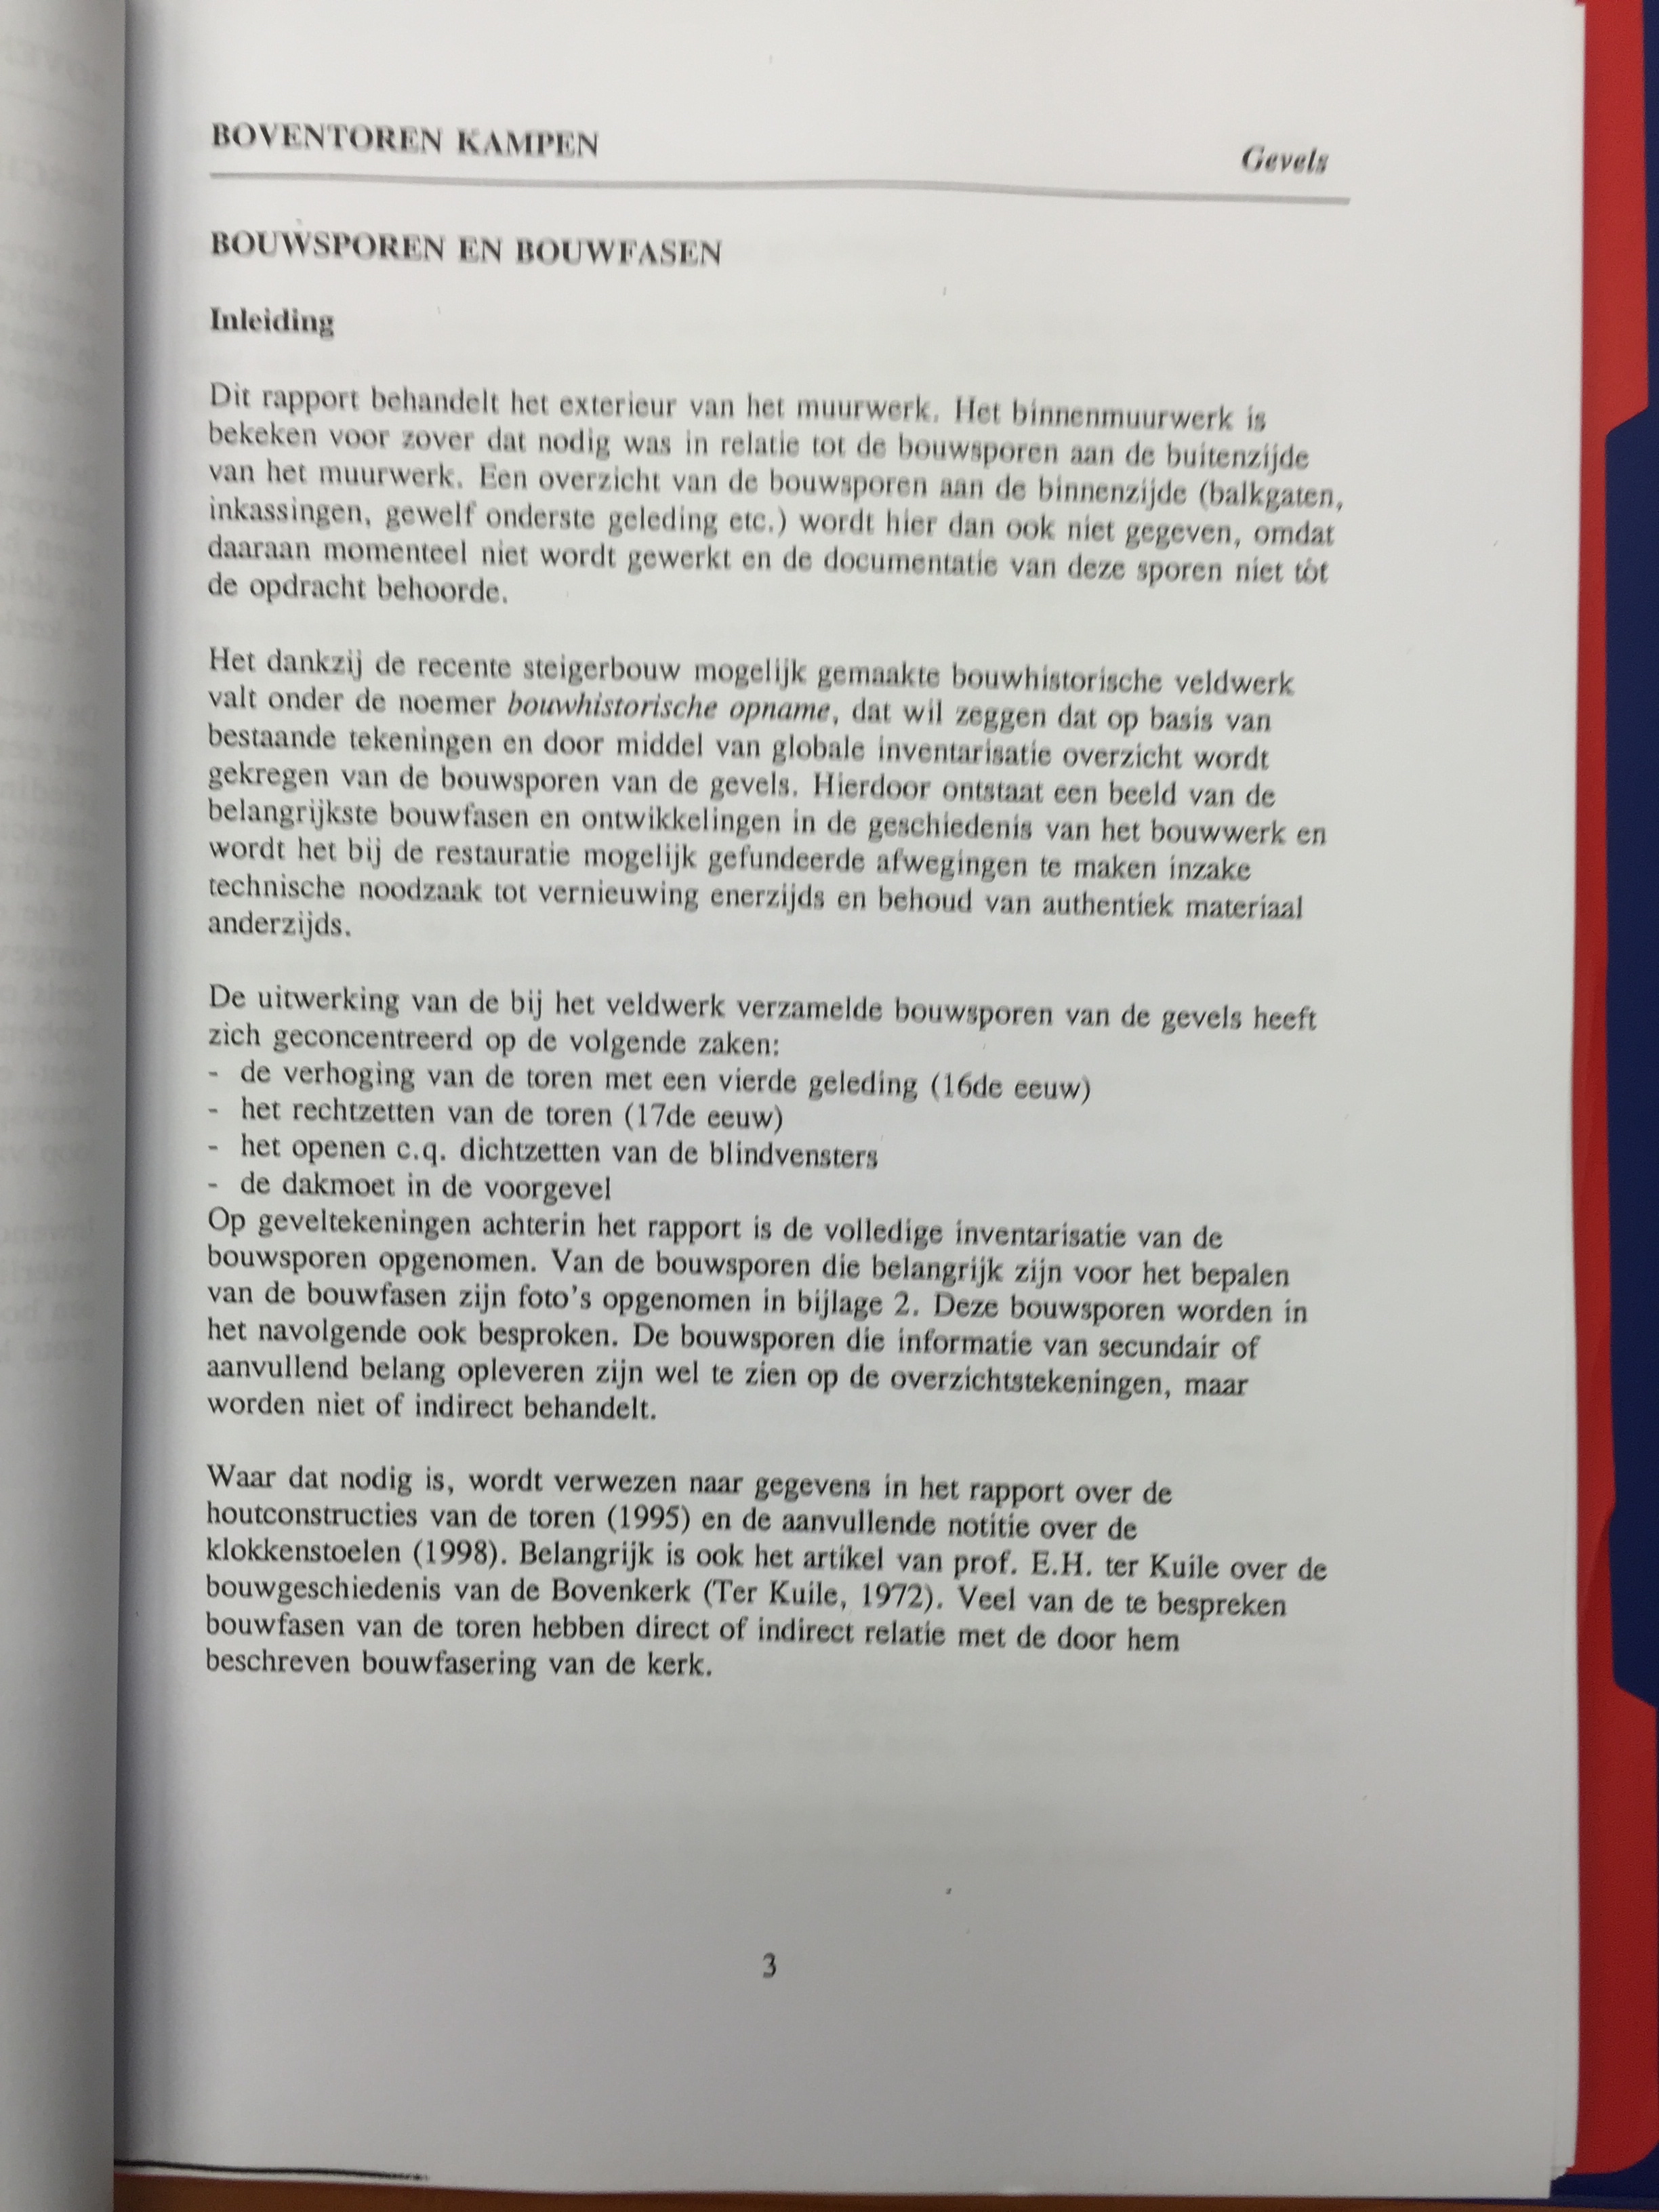 BOVENTOREN KAMPEN
Gevels
BOUWSPOREN EN BOUWFASEN
Inleiding
Dit rapport behandelt het exterieur van het muurwerk. Het binnenmuurwerk is
bekeken voor zover dat nodig was in relatie tot de bouwsporen aan de buitenzijde
van het muurwerk. Een overzicht van de bouwsporen aan de binnenzijde (balkgaten,
inkassingen, gewelf onderste geleding etc.) wordt hier dan ook niet gegeven, omdat
daaraan momenteel niet wordt gewerkt en de documentatie van deze sporen niet tot
de opdracht behoorde.
Het dankzij de recente steigerbouw mogelijk gemaakte bouwhistorische veldwerk
valt onder de noemer bouwhistorische opname, dat wil zeggen dat op basis van
bestaande tekeningen en door middel van globale inventarisatie overzicht wordt
gekregen van de bouwsporen van de gevels. Hierdoor ontstaat een beeld van de
belangrijkste bouwfasen en ontwikkelingen in de geschiedenis van het bouwwerk en
wordt het bij de restauratie mogelijk gefundeerde afwegingen te maken inzake
technische noodzaak tot vernieuwing enerzijds en behoud van authentiek materiaal
anderzijds.
De uitwerking van de bij het veldwerk verzamelde bouwsporen van de gevels heeft
zich geconcentreerd op de volgende zaken:
- de verhoging van de toren met een vierde geleding (16de eeuw)
- het rechtzetten van de toren (17de eeuw)
- het openen c.q. dichtzetten van de blindvensters
- de dakmoet in de voorgevel
Op geveltekeningen achterin het rapport is de volledige inventarisatie van de
bouwsporen opgenomen. Van de bouwsporen die belangrijk zijn voor het bepalen
van de bouwfasen zijn foto's opgenomen in bijlage 2. Deze bouwsporen worden in
het navolgende ook besproken. De bouwsporen die informatie van secundair of
aanvullend belang opleveren zijn wel te zien op de overzichtstekeningen, maar
worden niet of indirect behandelt.
Waar dat nodig is, wordt verwezen naar gegevens in het rapport over de
houtconstructies van de toren (1995) en de aanvullende notitie over de
klokkenstoelen (1998). Belangrijk is ook het artikel van prof. E.H. ter Kuile over de
bouwgeschiedenis van de Bovenkerk (Ter Kuile, 1972). Veel van de te bespreken
bouwfasen van de toren hebben direct of indirect relatie met de door hem
beschreven bouwfasering van de kerk.
3